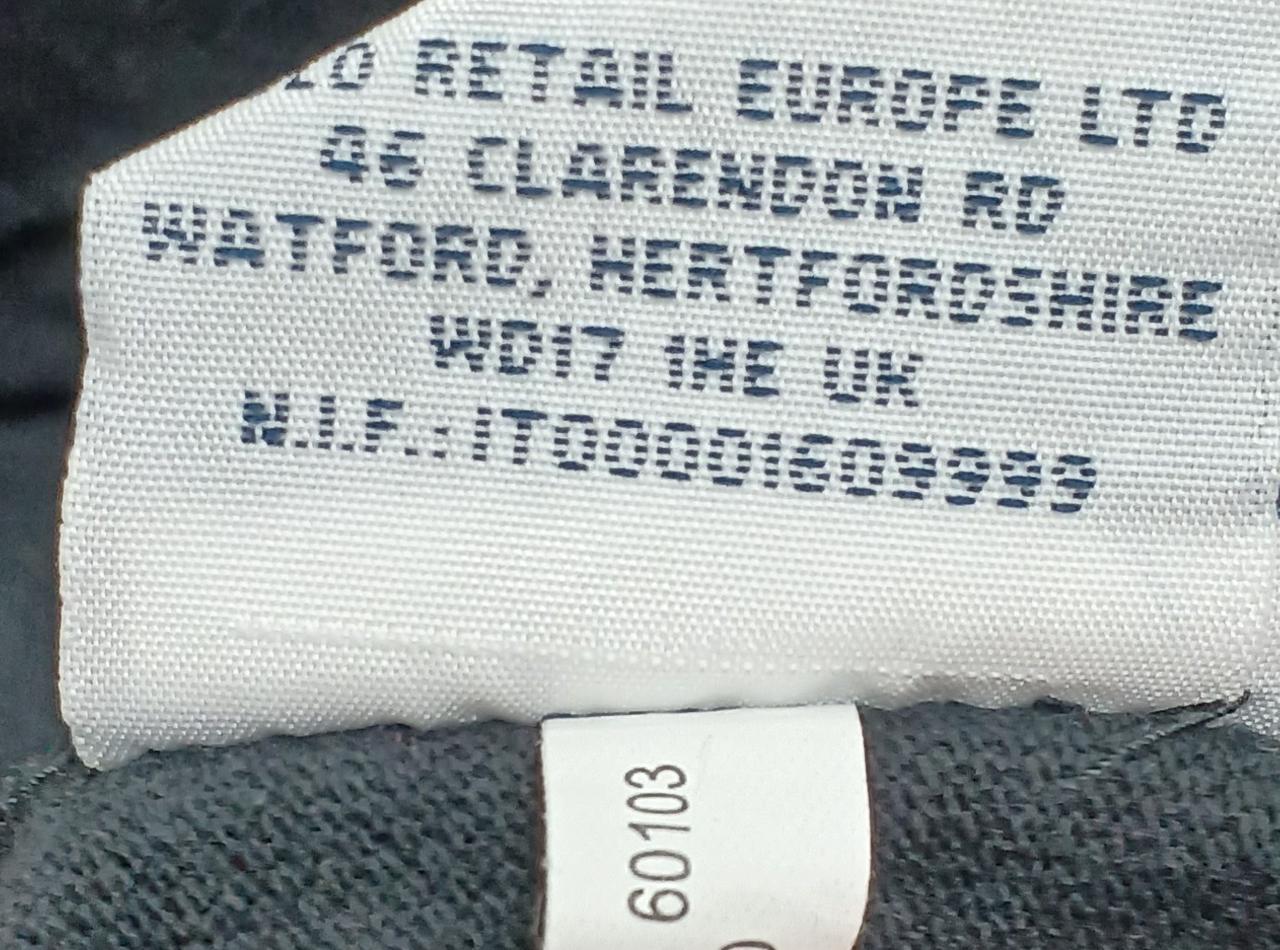 RETAIL EUROPE LTD
46 CLARENDON RD
WATFORD, HERTFORDSHIRE
WD17 1HE UK
N.I.F.: IT00001609999
60103